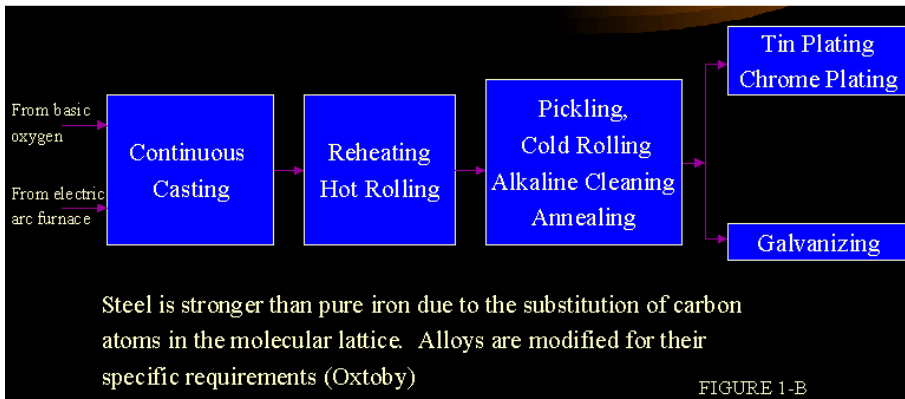 From basic
oxygen
From electric
arc furnace
Continuous
Casting
Reheating
Hot Rolling
Pickling,
Cold Rolling
Alkaline Cleaning
Annealing
Tin Plating
Chrome Plating
Galvanizing
Steel is stronger than pure iron due to the substitution of carbon
atoms in the molecular lattice.  Alloys are modified for their
specific requirements (Oxtoby)
FIGURE 1-B